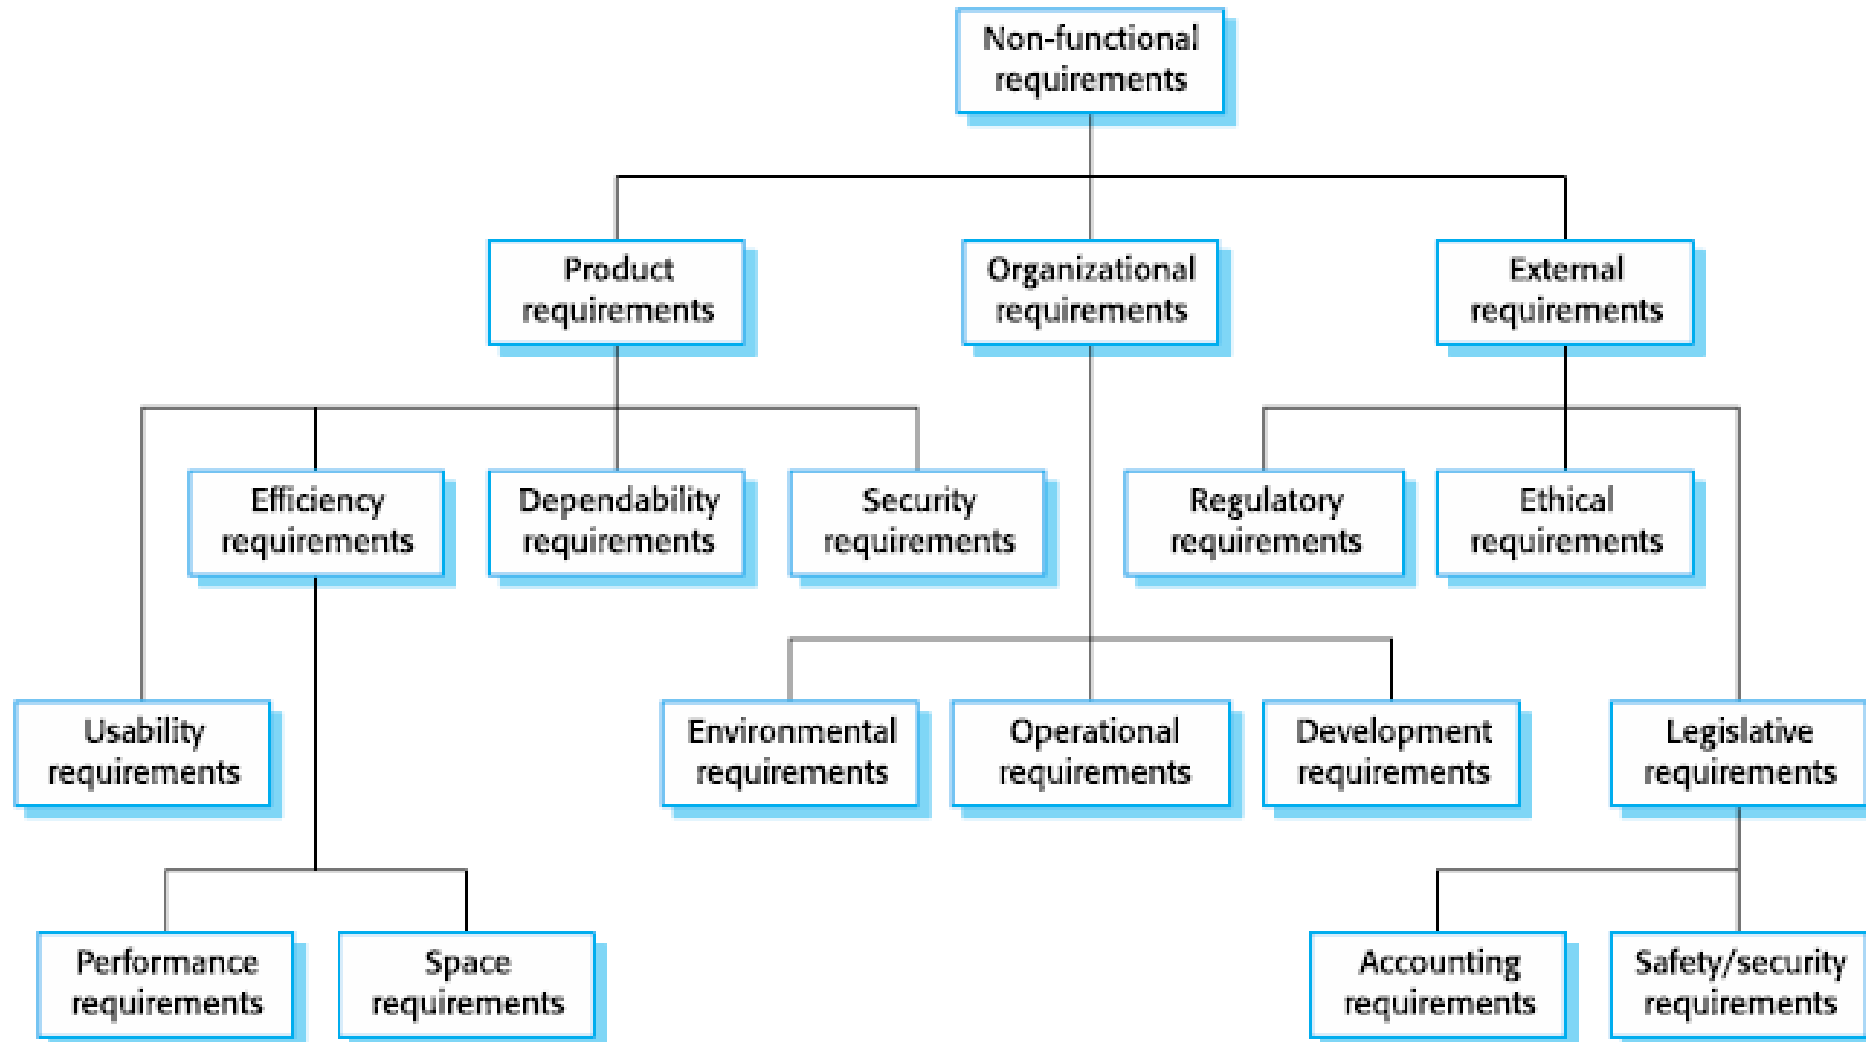 Non-functional
requirements
Product
requirements
Organizational
requirements
External
requirements
Efficiency
requirements
Dependability
requirements
Security
requirements
Regulatory
requirements
Ethical
requirements
Usability
requirements
Environmental
requirements
Operational
requirements
Development
requirements
Legislative
requirements
Performance
requirements
Space
requirements
Accounting
requirements
Safety/security
requirements